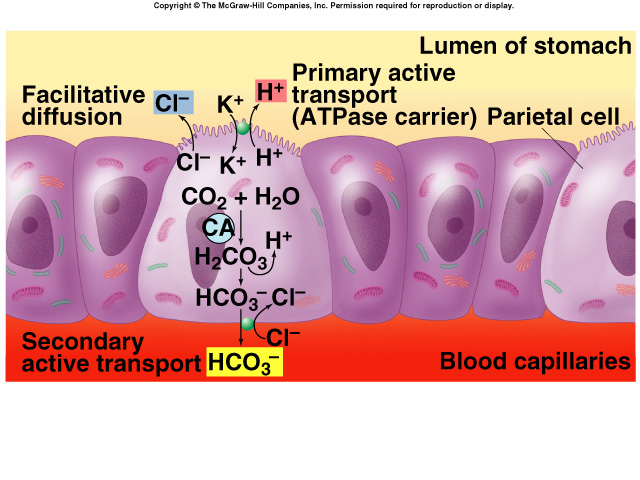 Copyright © The McGraw-Hill Companies, Inc. Permission required for reproduction or display.
Lumen of stomach
Facilitative
diffusion
Cl⁻
K⁺
H⁺
Primary active
transport
(ATPase carrier)
Parietal cell
Cl⁻
K⁺
H⁺
CO₂ + H₂O
CA
H⁺
H₂CO₃
HCO₃⁻
Cl⁻
Cl⁻
Secondary
active transport
HCO₃⁻
Blood capillaries